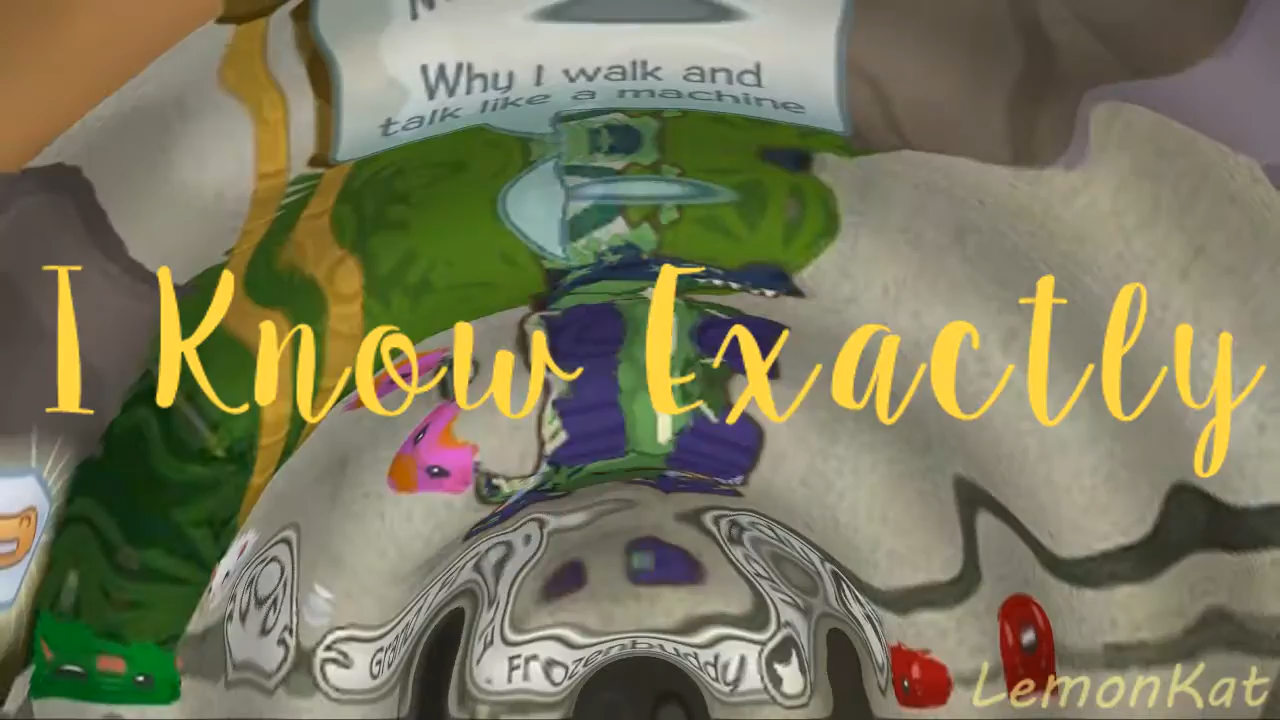 Why I walk and
talk like a machine
I Know Exactly
Frozenbuddy
LemonKat